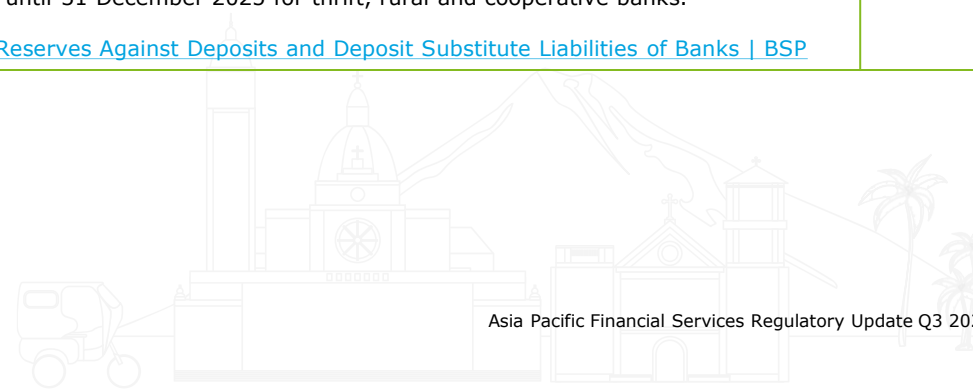 until 31 December 2025 for thrift, rural and cooperative banks.
Reserves Against Deposits and Deposit Substitute Liabilities of Banks | BSP
Asia Pacific Financial Services Regulatory Update Q3